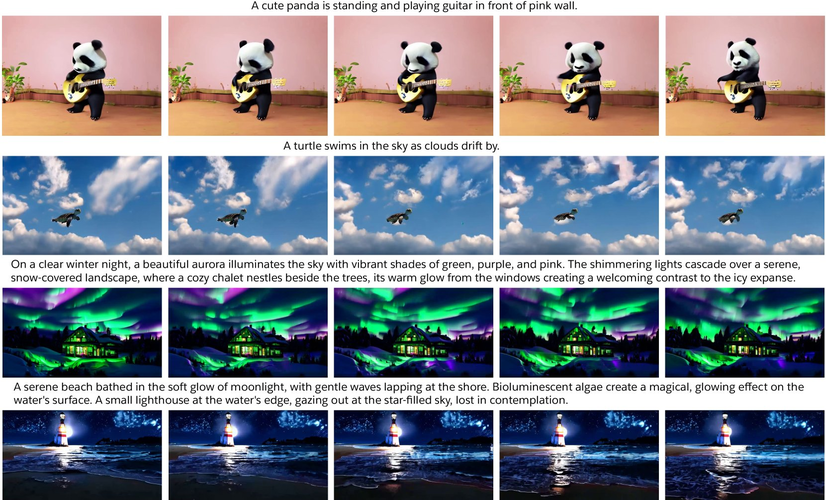 A cute panda is standing and playing guitar in front of pink wall.
A turtle swims in the sky as clouds drift by.
On a clear winter night, a beautiful aurora illuminates the sky with vibrant shades of green, purple, and pink. The shimmering lights cascade over a serene,
snow-covered landscape, where a cozy chalet nestles beside the trees, its warm glow from the windows creating a welcoming contrast to the icy expanse.
A serene beach bathed in the soft glow of moonlight, with gentle waves lapping at the shore. Bioluminescent algae create a magical, glowing effect on the
water's surface. A small lighthouse at the water's edge, gazing out at the star-filled sky, lost in contemplation.